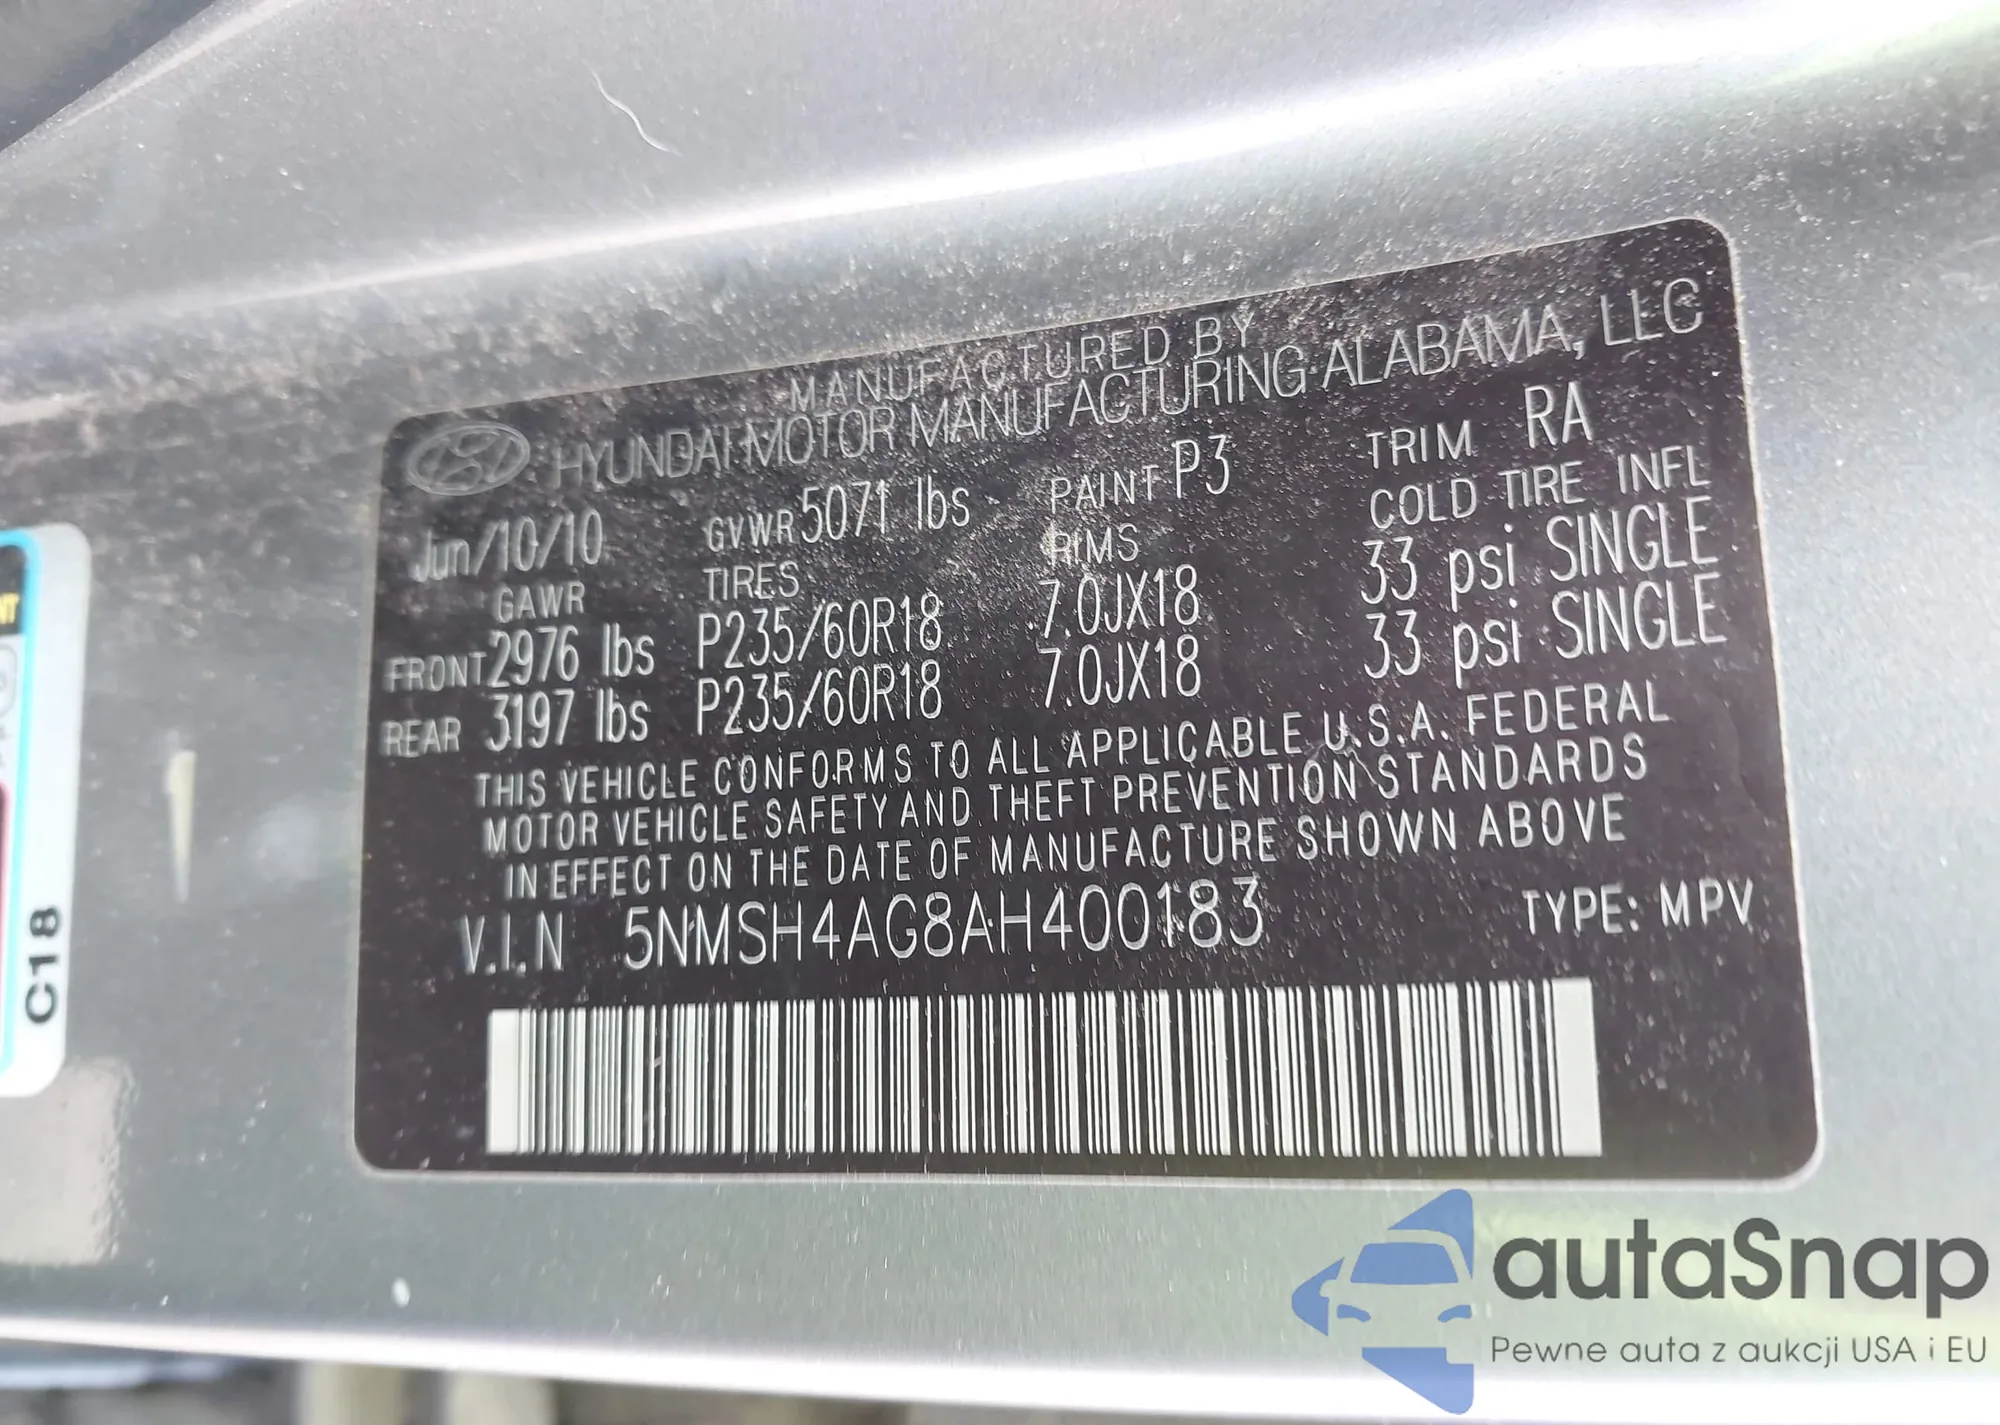 MANUFACTURED BY
HYUNDAI MOTOR MANUFACTURING ALABAMA, LLC
Jun/10/10 GVWR 5071 lbs PAINT P3 TRIM RA
GAWR TIRES RIMS COLD TIRE INFL
FRONT 2976 lbs P235/60R18 7.0JX18 33 psi SINGLE
REAR 3197 lbs P235/60R18 7.0JX18 33 psi SINGLE
THIS VEHICLE CONFORMS TO ALL APPLICABLE U.S.A. FEDERAL
MOTOR VEHICLE SAFETY AND THEFT PREVENTION STANDARDS
IN EFFECT ON THE DATE OF MANUFACTURE SHOWN ABOVE
V.I.N 5NMSH4AG8AH400183 TYPE: MPV
NT
C18
autaSnap
Pewne auta z aukcji USA i EU